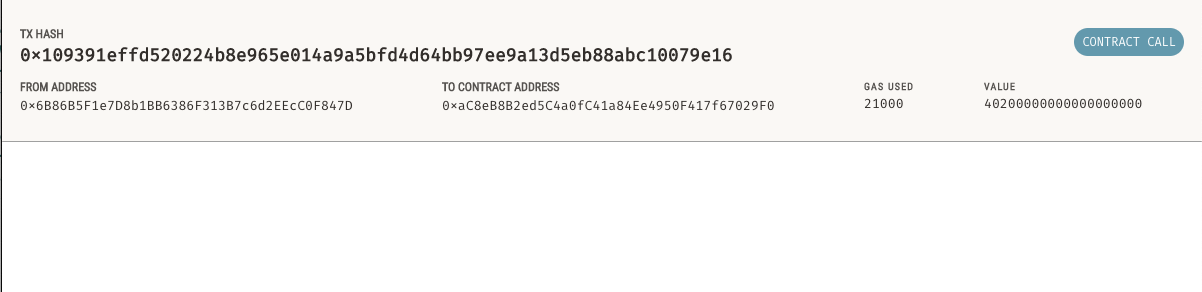 TX HASH
0×109391effd520224b8e965e014a9a5bfd4d64bb97ee9a13d5eb88abc10079e16
CONTRACT CALL
FROM ADDRESS
0×6B86B5F1e7D8b1BB6386F313B7c6d2EEcC0F847D
TO CONTRACT ADDRESS
0×aC8eB8B2ed5C4a0fC41a84Ee4950F417f67029F0
GAS USED
21000
VALUE
40200000000000000000